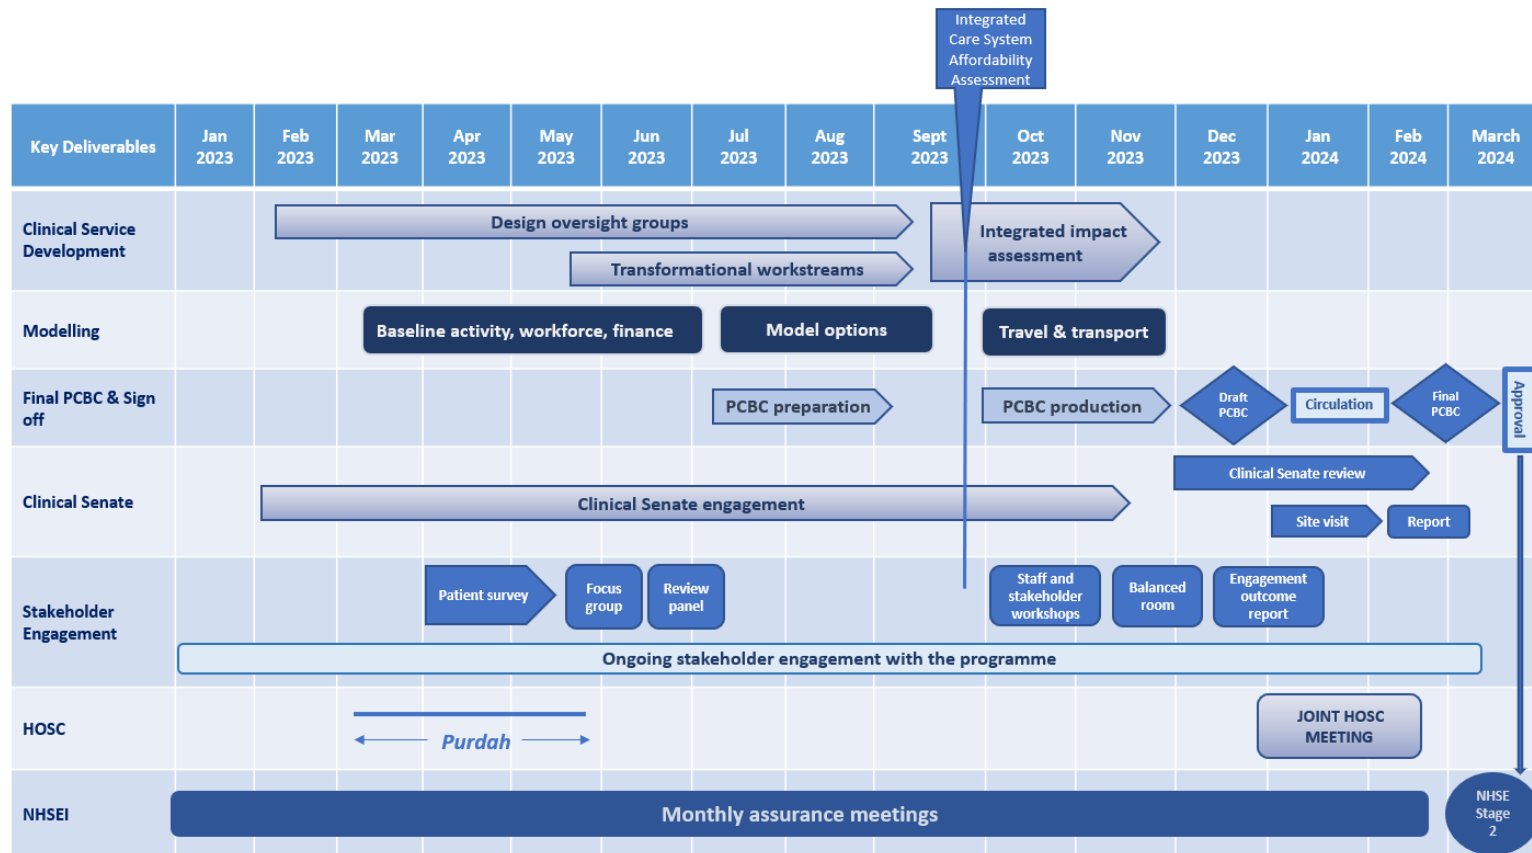 Integrated
Care System
Affordability
Assessment
Key Deliverables
Jan
2023
Feb
2023
Mar
2023
Apr
2023
May
2023
Jun
2023
Jul
2023
Aug
2023
Sept
2023
Oct
2023
Nov
2023
Dec
2023
Jan
2024
Feb
2024
March
2024
Clinical Service
Development
Design oversight groups
Transformational workstreams
Integrated impact
assessment
Modelling
Baseline activity, workforce, finance
Model options
Travel & transport
Final PCBC & Sign
off
PCBC preparation
PCBC production
Draft
PCBC
Circulation
Final
PCBC
Approval
Clinical Senate
Clinical Senate engagement
Clinical Senate review
Site visit
Report
Stakeholder
Engagement
Patient survey
Focus
group
Review
panel
Staff and
stakeholder
workshops
Balanced
room
Engagement
outcome
report
Ongoing stakeholder engagement with the programme
HOSC
Purdah
JOINT HOSC
MEETING
NHSEI
Monthly assurance meetings
NHSE
Stage
2